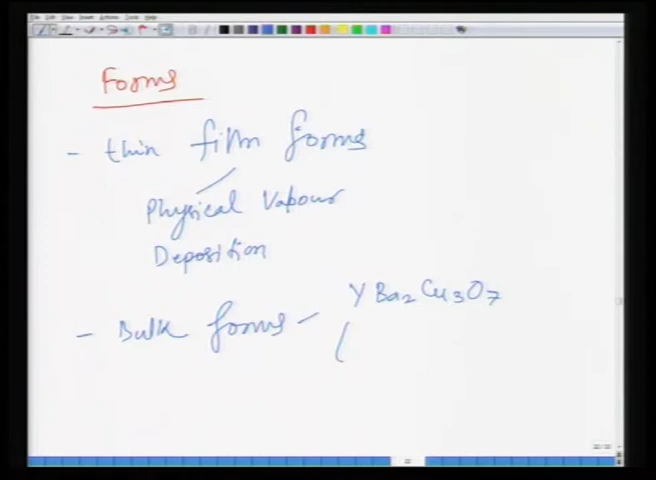 Forms
- thin film forms
Physical Vapour
Deposition
- Bulk forms - YBa2Cu3O7
(